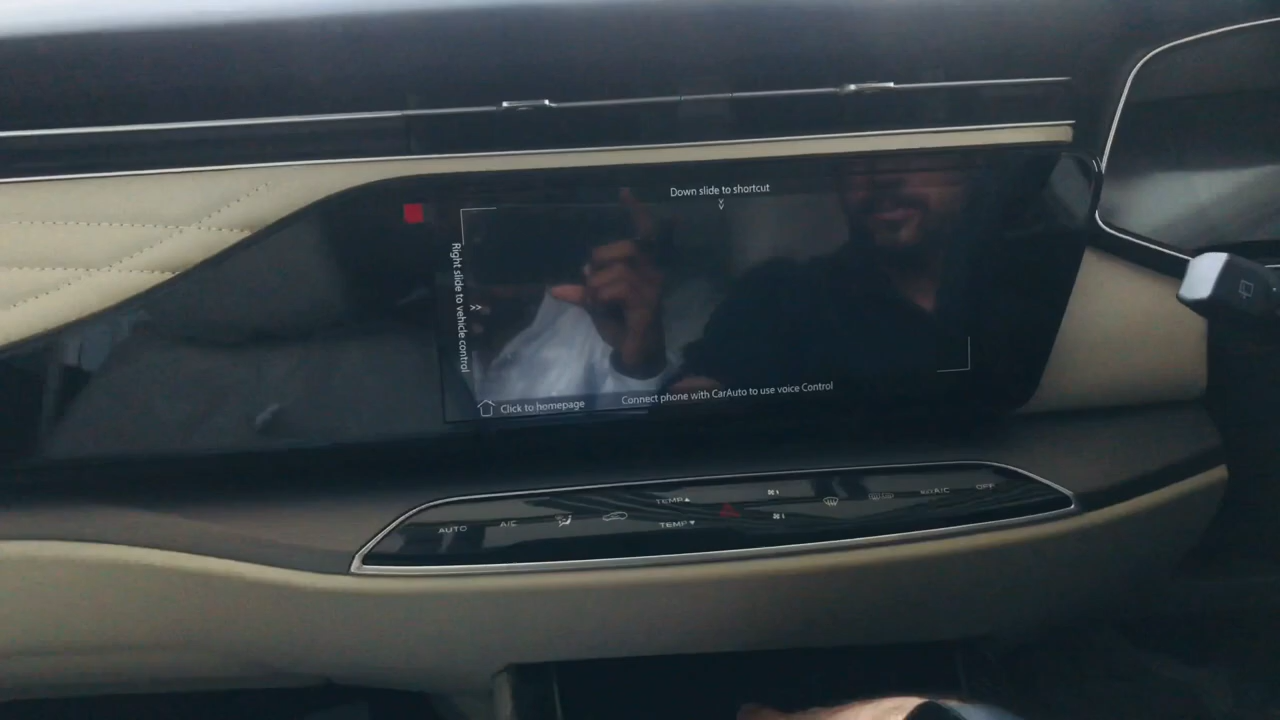 Down slide to shortcut
Right slide to vehicle control
Click to homepage
Connect phone with CarAuto to use voice Control
TEMP▲
AUTO
A/C
TEMP▼
OFF